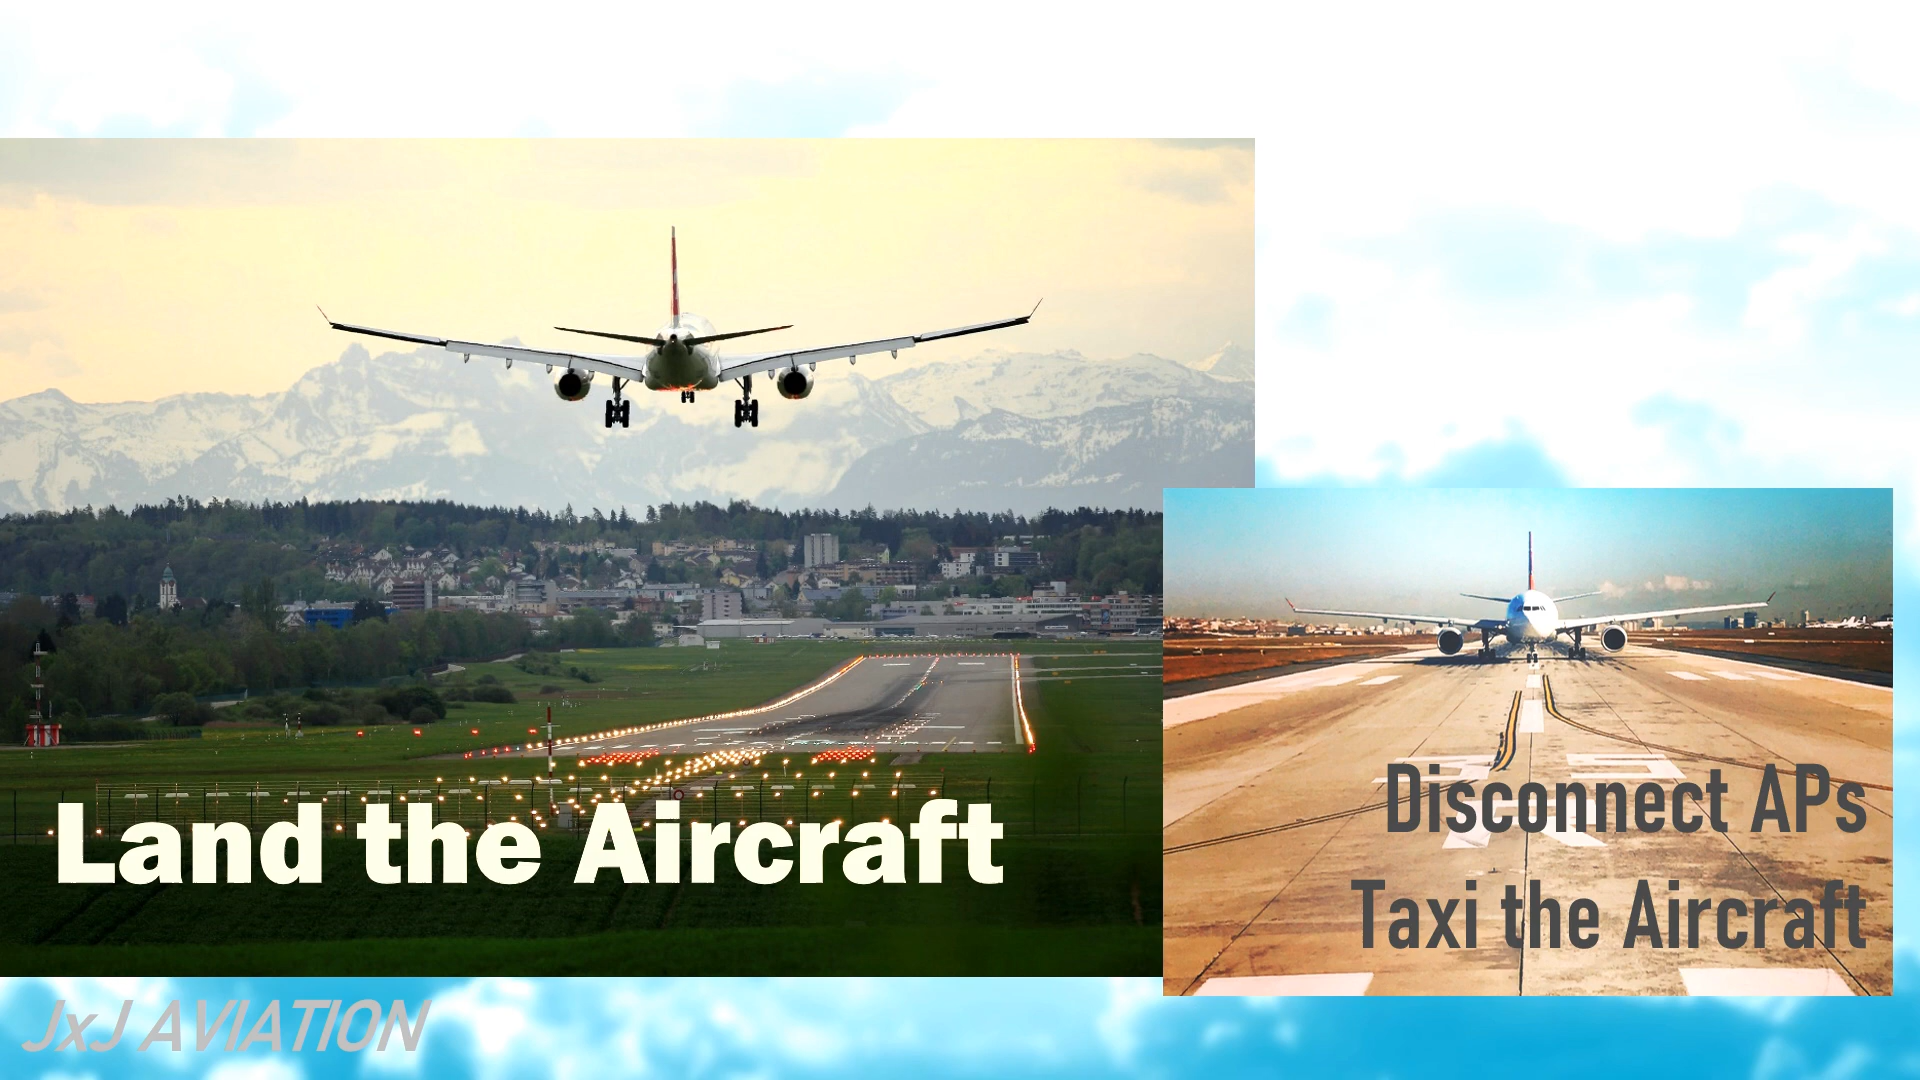 Land the Aircraft
Disconnect APs
Taxi the Aircraft
JxJ AVIATION